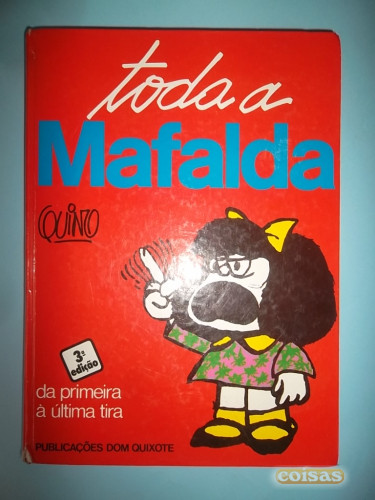 toda a
Mafalda
QUINO
3ª
edição
da primeira
à última tira
PUBLICAÇÕES DOM QUIXOTE
coisas